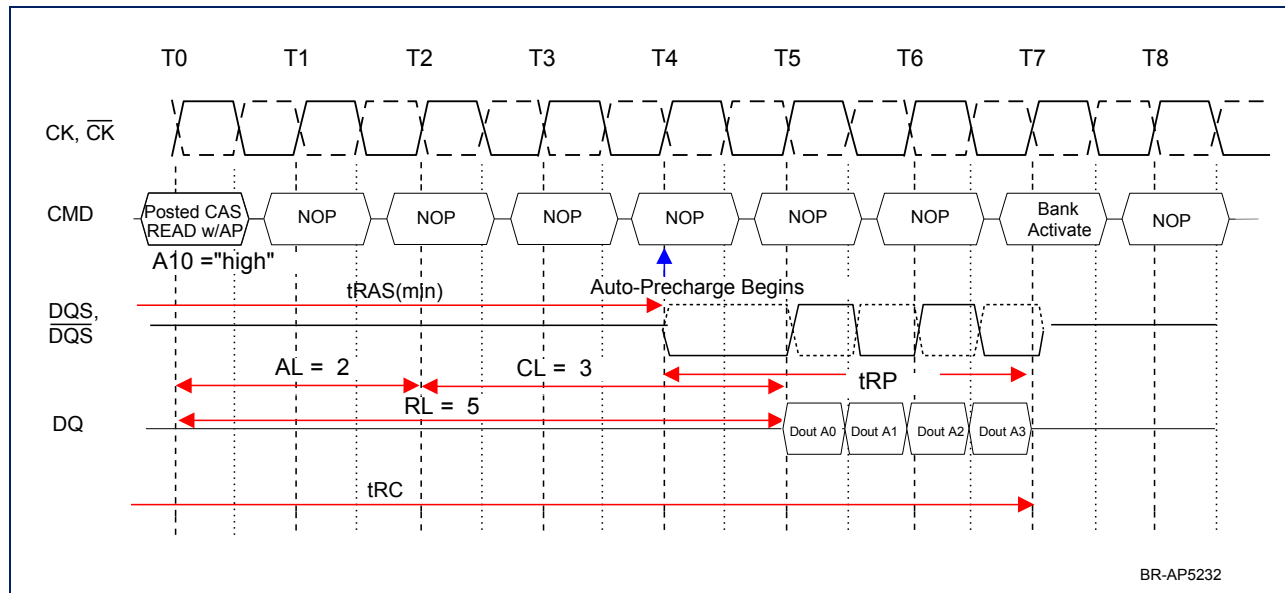 T0 T1 T2 T3 T4 T5 T6 T7 T8
CK, CK
CMD
Posted CAS
READ w/AP
NOP NOP NOP NOP NOP NOP
Bank
Activate
NOP
A10 ="high"
tRAS(min)
Auto-Precharge Begins
DQS,
DQS
AL = 2
CL = 3
tRP
RL = 5
DQ
Dout A0 Dout A1 Dout A2 Dout A3
tRC
BR-AP5232